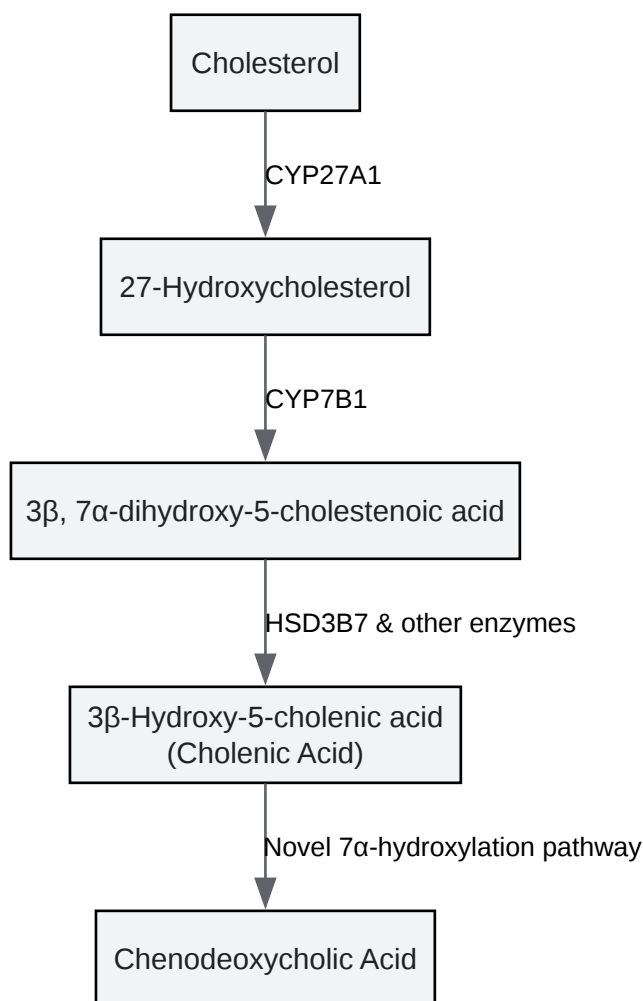 Cholesterol
CYP27A1
27-Hydroxycholesterol
CYP7B1
3β, 7α-dihydroxy-5-cholestenoic acid
HSD3B7 & other enzymes
3β-Hydroxy-5-cholenic acid
(Cholenic Acid)
Novel 7α-hydroxylation pathway
Chenodeoxycholic Acid